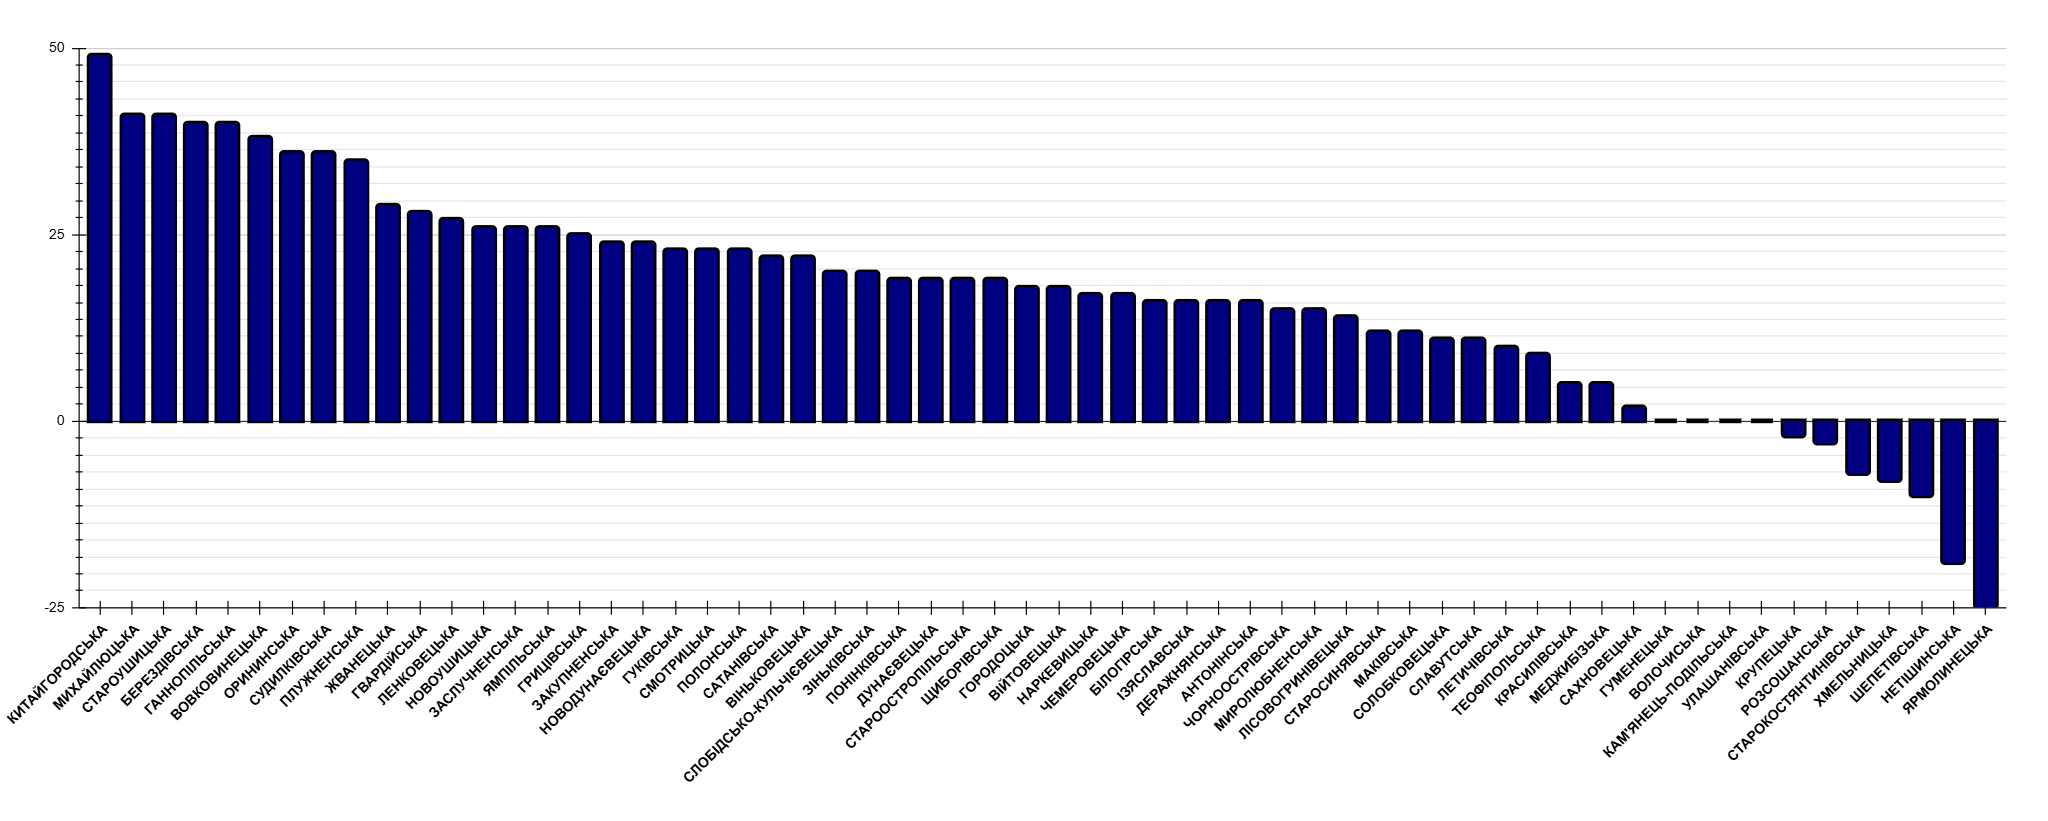 50
25
0
-25
КИТАЙГОРОДСЬКА
МИХАЙЛЮЦЬКА
СТАРОУШИЦЬКА
БЕРЕЗДІВСЬКА
ГАННОПІЛЬСЬКА
ВОВКОВИНЕЦЬКА
ОРИНИНСЬКА
СУДИЛКІВСЬКА
ПЛУЖНЕНСЬКА
ЖВАНЕЦЬКА
ГВАРДІЙСЬКА
ЛЕНКОВЕЦЬКА
НОВОУШИЦЬКА
ЗАСЛУЧНЕНСЬКА
ЯМПІЛЬСЬКА
ГРИЦІВСЬКА
ЗАКУПНЕНСЬКА
НОВОДУНАЄВЕЦЬКА
ГУКІВСЬКА
СМОТРИЦЬКА
ПОЛОНСЬКА
САТАНІВСЬКА
ВІНЬКОВЕЦЬКА
СЛОБІДСЬКО-КУЛЬЧІЄВЕЦЬКА
ЗІНЬКІВСЬКА
ПОНІНКІВСЬКА
ДУНАЄВЕЦЬКА
СТАРООСТРОПІЛЬСЬКА
ЩИБОРІВСЬКА
ГОРОДОЦЬКА
ВІЙТОВЕЦЬКА
НАРКЕВИЦЬКА
ЧЕМЕРОВЕЦЬКА
БІЛОГІРСЬКА
ІЗЯСЛАВСЬКА
ДЕРАЖНЯНСЬКА
АНТОНІНСЬКА
ЧОРНООСТРІВСЬКА
МИРОЛЮБНЕНСЬКА
ЛІСОВОГРИНІВЕЦЬКА
СТАРОСИНЯВСЬКА
МАКІВСЬКА
СОЛОБКОВЕЦЬКА
СЛАВУТСЬКА
ЛЕТИЧІВСЬКА
ТЕОФІПОЛЬСЬКА
КРАСИЛІВСЬКА
МЕДЖИБІЗЬКА
САХНОВЕЦЬКА
ГУМЕНЕЦЬКА
ВОЛОЧИСЬКА
КАМ'ЯНЕЦЬ-ПОДІЛЬСЬКА
УЛАШАНІВСЬКА
КРУПЕЦЬКА
РОЗСОШАНСЬКА
СТАРОКОСТЯНТИНІВСЬКА
ХМЕЛЬНИЦЬКА
ШЕПЕТІВСЬКА
НЕТІШИНСЬКА
ЯРМОЛИНЕЦЬКА